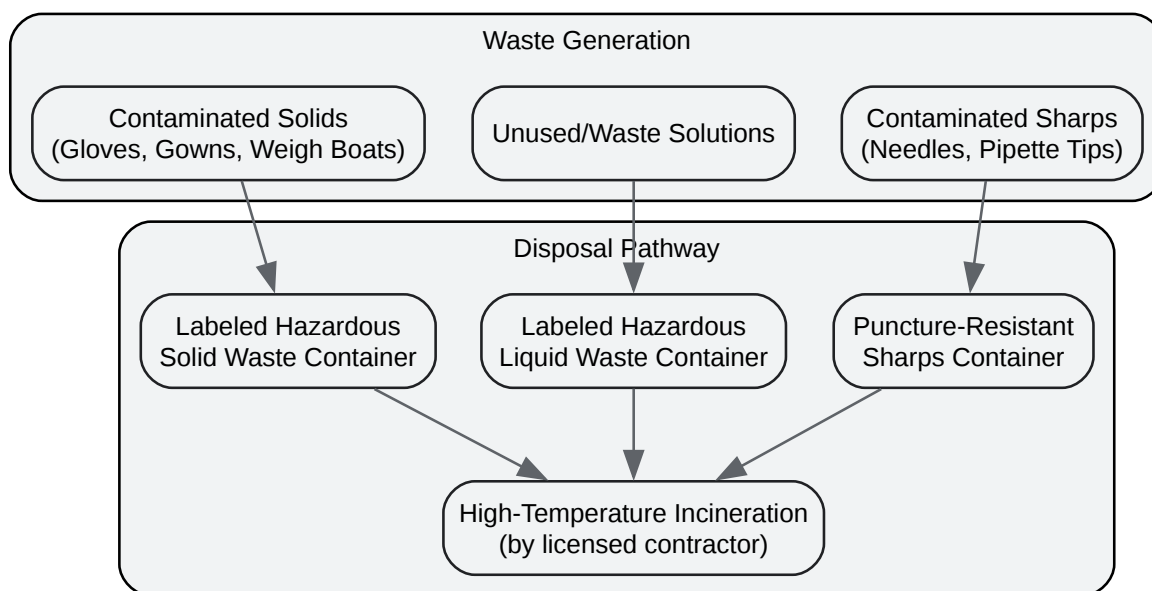 Waste Generation
Contaminated Solids
(Gloves, Gowns, Weigh Boats)
Unused/Waste Solutions
Contaminated Sharps
(Needles, Pipette Tips)
Disposal Pathway
Labeled Hazardous
Solid Waste Container
Labeled Hazardous
Liquid Waste Container
Puncture-Resistant
Sharps Container
High-Temperature Incineration
(by licensed contractor)